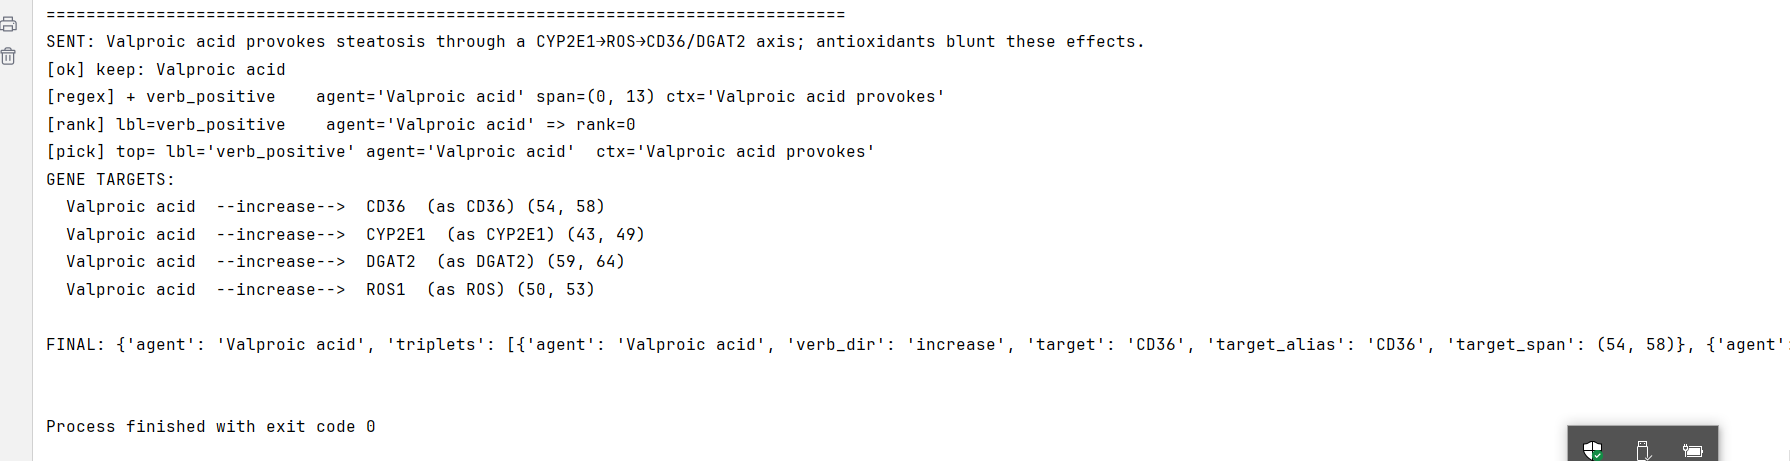 ================================================================================
SENT: Valproic acid provokes steatosis through a CYP2E1→ROS→CD36/DGAT2 axis; antioxidants blunt these effects.
[ok] keep: Valproic acid
[regex] + verb_positive    agent='Valproic acid' span=(0, 13) ctx='Valproic acid provokes'
[rank] lbl=verb_positive    agent='Valproic acid' => rank=0
[pick] top= lbl='verb_positive' agent='Valproic acid'  ctx='Valproic acid provokes'
GENE TARGETS:
  Valproic acid  --increase-->  CD36  (as CD36) (54, 58)
  Valproic acid  --increase-->  CYP2E1  (as CYP2E1) (43, 49)
  Valproic acid  --increase-->  DGAT2  (as DGAT2) (59, 64)
  Valproic acid  --increase-->  ROS1  (as ROS) (50, 53)
FINAL: {'agent': 'Valproic acid', 'triplets': [{'agent': 'Valproic acid', 'verb_dir': 'increase', 'target': 'CD36', 'target_alias': 'CD36', 'target_span': (54, 58)}, {'agent':
Process finished with exit code 0